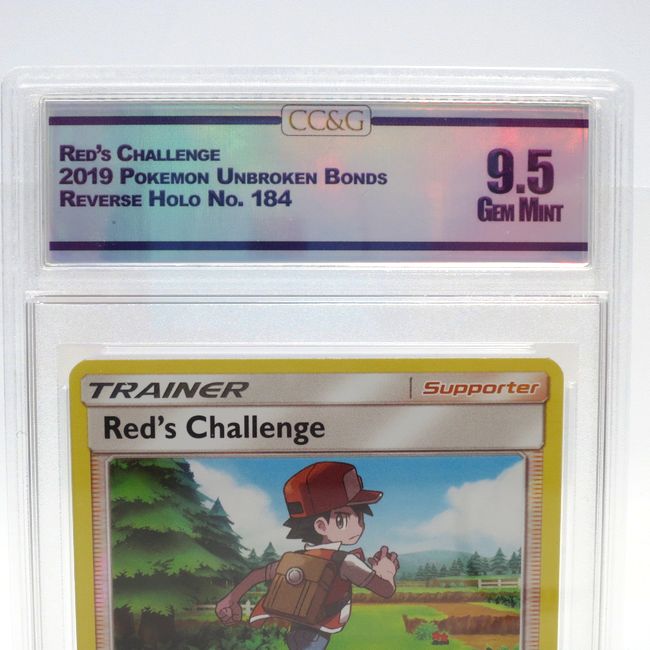 CC&G
RED'S CHALLENGE
2019 POKEMON UNBROKEN BONDS
REVERSE HOLO NO. 184
9.5
GEM MINT
TRAINER
Supporter
Red's Challenge